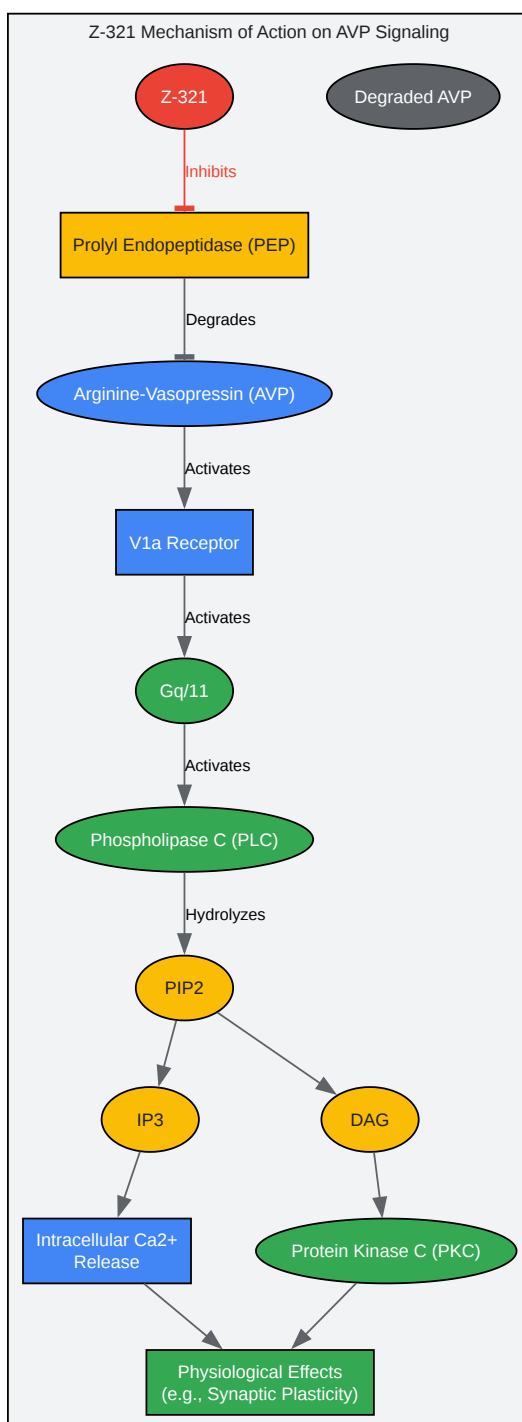 Z-321 Mechanism of Action on AVP Signaling
Z-321
Degraded AVP
Inhibits
Prolyl Endopeptidase (PEP)
Degrades
Arginine-Vasopressin (AVP)
Activates
V1a Receptor
Activates
Gq/11
Activates
Phospholipase C (PLC)
Hydrolyzes
PIP2
IP3
DAG
Intracellular Ca2+
Release
Protein Kinase C (PKC)
Physiological Effects
(e.g., Synaptic Plasticity)